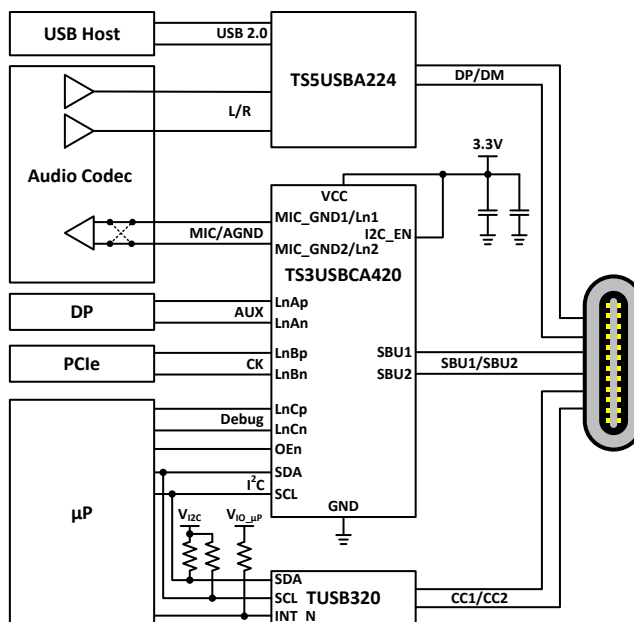 USB Host
USB 2.0
TS5USBA224
DP/DM
L/R
Audio Codec
3.3V
VCC
MIC_GND1/Ln1
I2C_EN
MIC/AGND
MIC_GND2/Ln2
TS3USBCA420
DP
AUX
LnAp
LnAn
PCIe
CK
LnBp
LnBn
SBU1
SBU2
SBU1/SBU2
µP
Debug
LnCp
LnCn
OEn
I²C
SDA
SCL
GND
VI2C
VIO_µP
SDA
SCL
INT_N
TUSB320
CC1/CC2